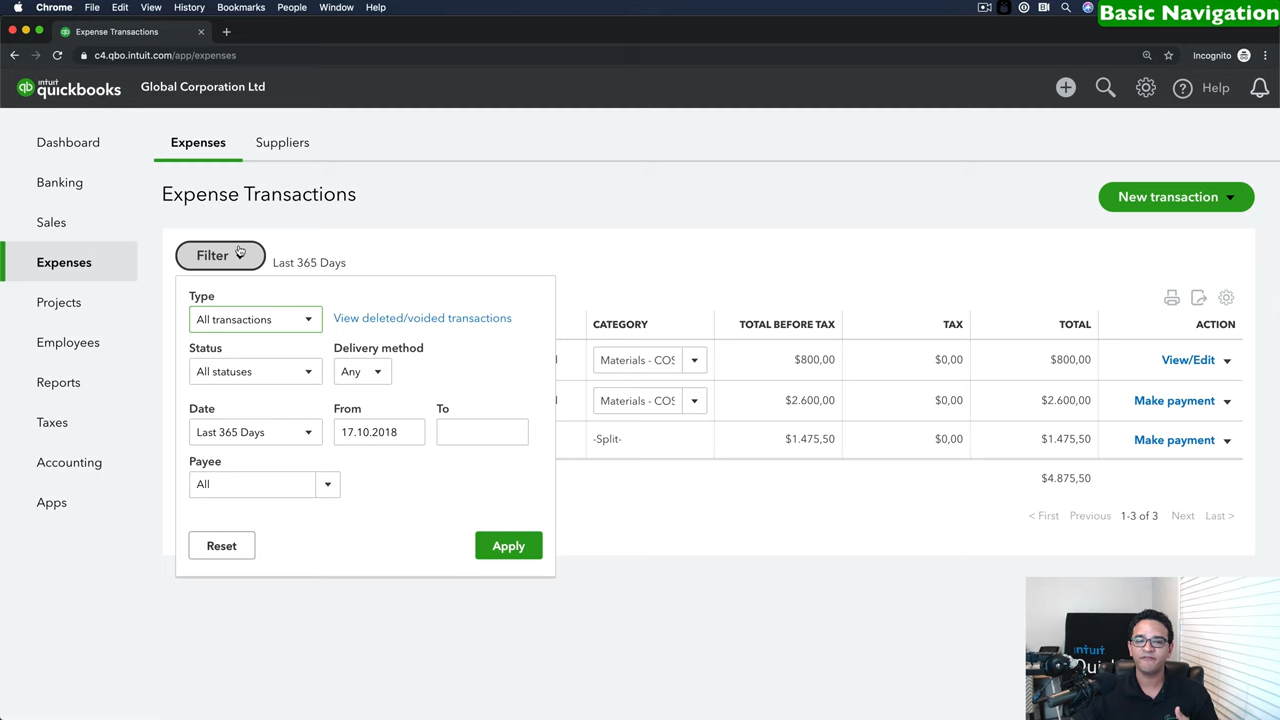 Chrome File Edit View History Bookmarks People Window Help
Basic Navigation
Expense Transactions
c4.qbo.intuit.com/app/expenses
Incognito
intuit quickbooks Global Corporation Ltd
Help
Dashboard
Banking
Sales
Expenses
Projects
Employees
Reports
Taxes
Accounting
Apps
Expenses Suppliers
Expense Transactions
New transaction
Filter
Last 365 Days
Type
All transactions
View deleted/voided transactions
Status
Delivery method
All statuses
Any
Date
From
To
Last 365 Days
17.10.2018
Payee
All
Reset
Apply
CATEGORY TOTAL BEFORE TAX TAX TOTAL ACTION
Materials - COS $800,00 $0,00 $800,00 View/Edit
Materials - COS $2.600,00 $0,00 $2.600,00 Make payment
-Split- $1.475,50 $0,00 $1.475,50 Make payment
$4.875,50
< First Previous 1-3 of 3 Next Last >
intuit